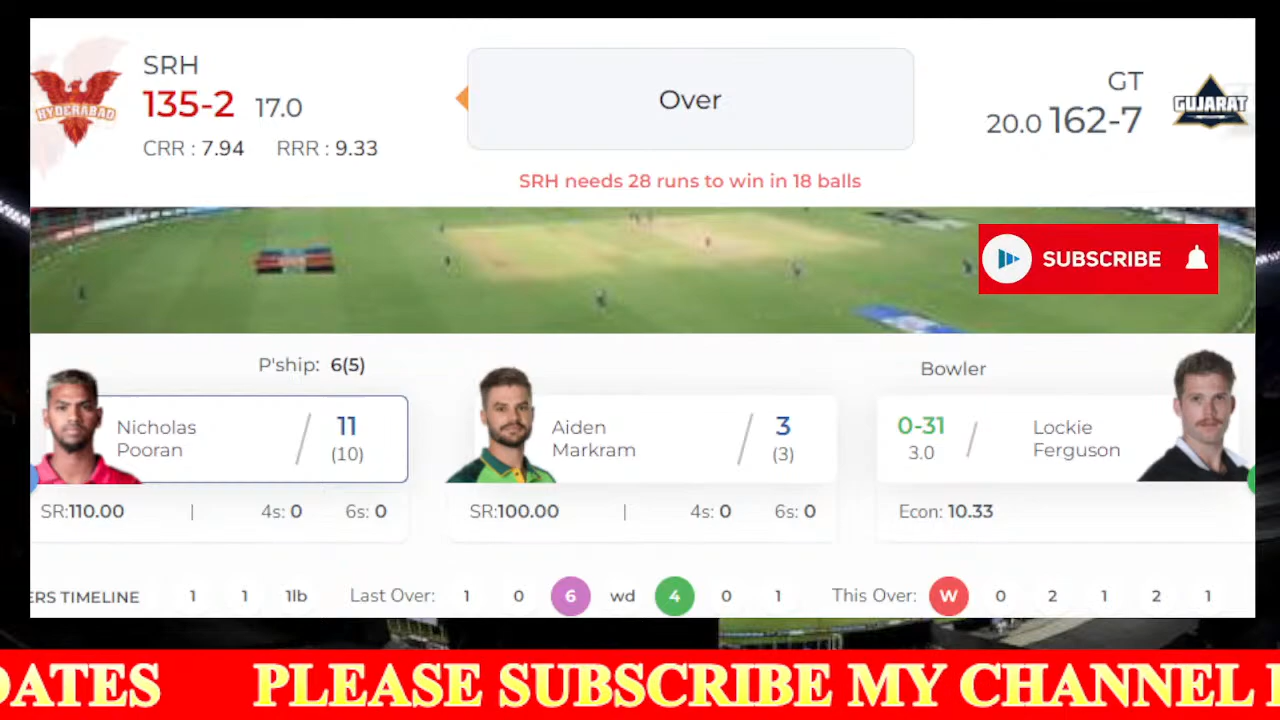 SRH
135-2 17.0
CRR : 7.94 RRR : 9.33
HYDERABAD
Over
SRH needs 28 runs to win in 18 balls
GT
20.0 162-7
GUJARAT
SUBSCRIBE
P'ship: 6(5)
Nicholas
Pooran
11
(10)
SR:110.00 | 4s: 0 6s: 0
Aiden
Markram
3
(3)
SR:100.00 | 4s: 0 6s: 0
Bowler
0-31
3.0
Lockie
Ferguson
Econ: 10.33
ERS TIMELINE 1 1 1lb Last Over: 1 0 6 wd 4 0 1 This Over: W 0 2 1 2 1
DATES PLEASE SUBSCRIBE MY CHANNEL